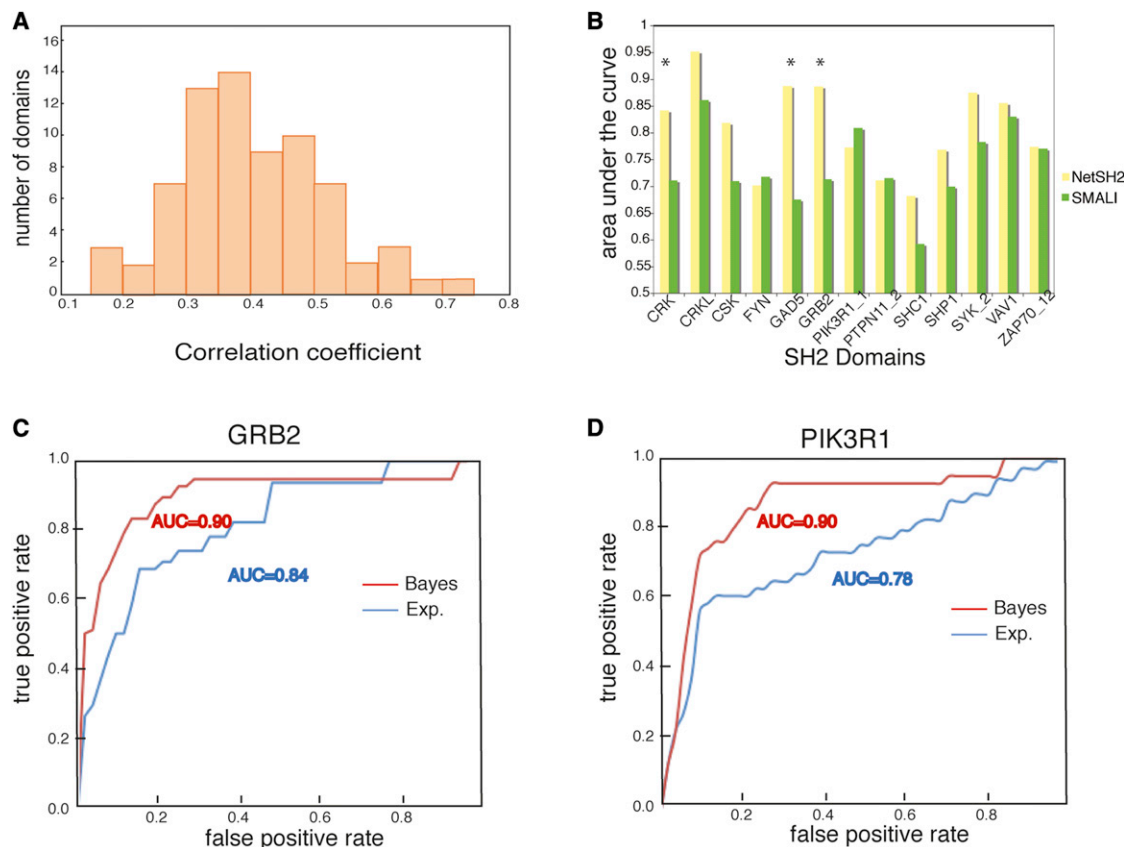 A
number of domains
16
14
12
10
8
6
4
2
0
0.1 0.2 0.3 0.4 0.5 0.6 0.7 0.8
Correlation coefficient
B
area under the curve
1
0.95
0.9
0.85
0.8
0.75
0.7
0.65
0.6
0.55
0.5
* * *
CRK CRKL CSK FYN GAD5 GRB2 PIK3R1_1 PTPN11_2 SHC1 SHP1 SYK_2 VAV1 ZAP70_12
SH2 Domains
NetSH2
SMALI
C
GRB2
true positive rate
1.0
0.8
0.6
0.4
0.2
0.0
AUC=0.90
AUC=0.84
Bayes
Exp.
0.2 0.4 0.6 0.8
false positive rate
D
PIK3R1
true positive rate
1.0
0.8
0.6
0.4
0.2
0.0
AUC=0.90
AUC=0.78
Bayes
Exp.
0.2 0.4 0.6 0.8
false positive rate